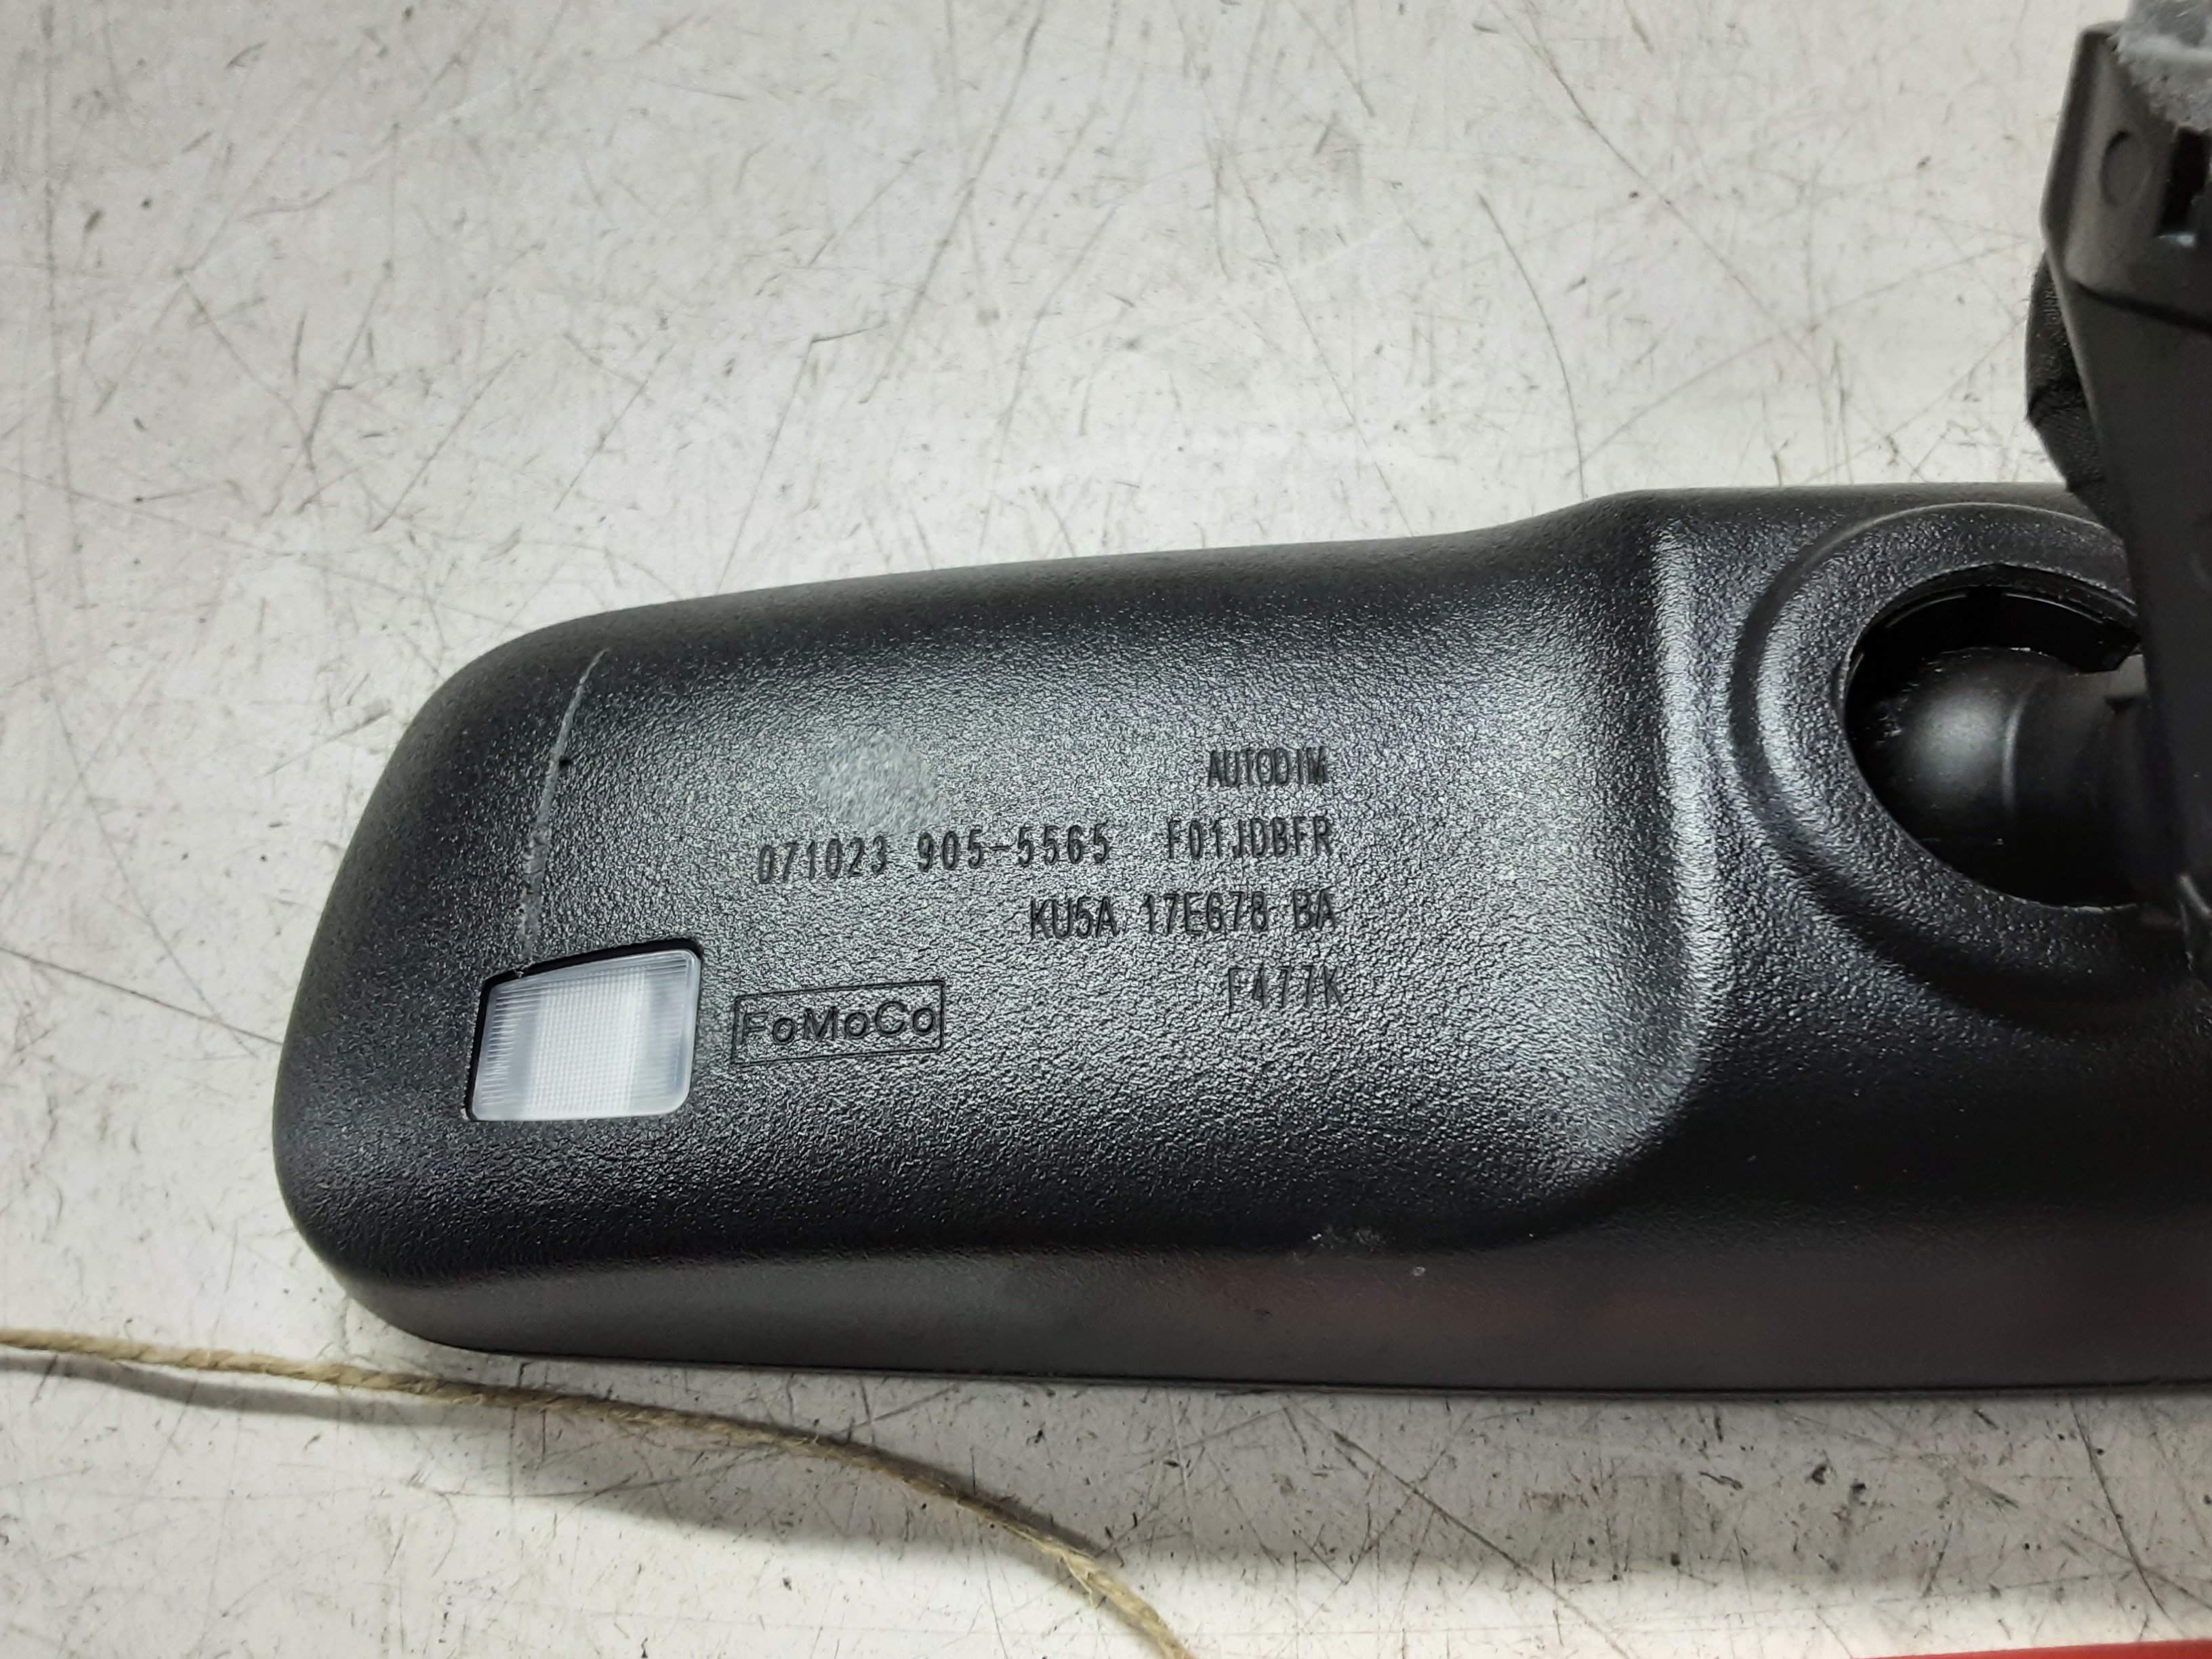 AUTODIM
071023 905-5565 F01JDBFR
KU5A 17E678 BA
F477K
FoMoCo